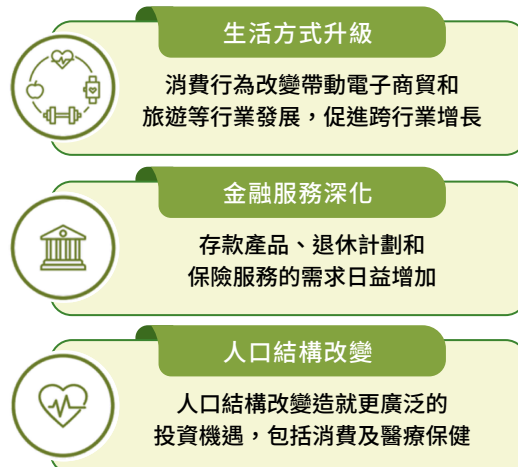 生活方式升級
消費行為改變帶動電子商貿和
旅遊等行業發展，促進跨行業增長
金融服務深化
存款產品、退休計劃和
保險服務的需求日益增加
人口結構改變
人口結構改變造就更廣泛的
投資機遇，包括消費及醫療保健